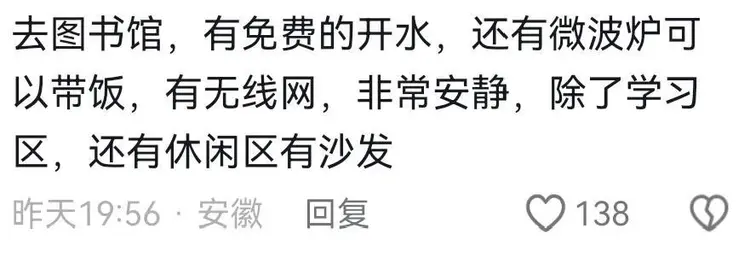 去图书馆，有免费的开水，还有微波炉可
以带饭，有无线网，非常安静，除了学习
区，还有休闲区有沙发
昨天19:56 · 安徽 回复 138